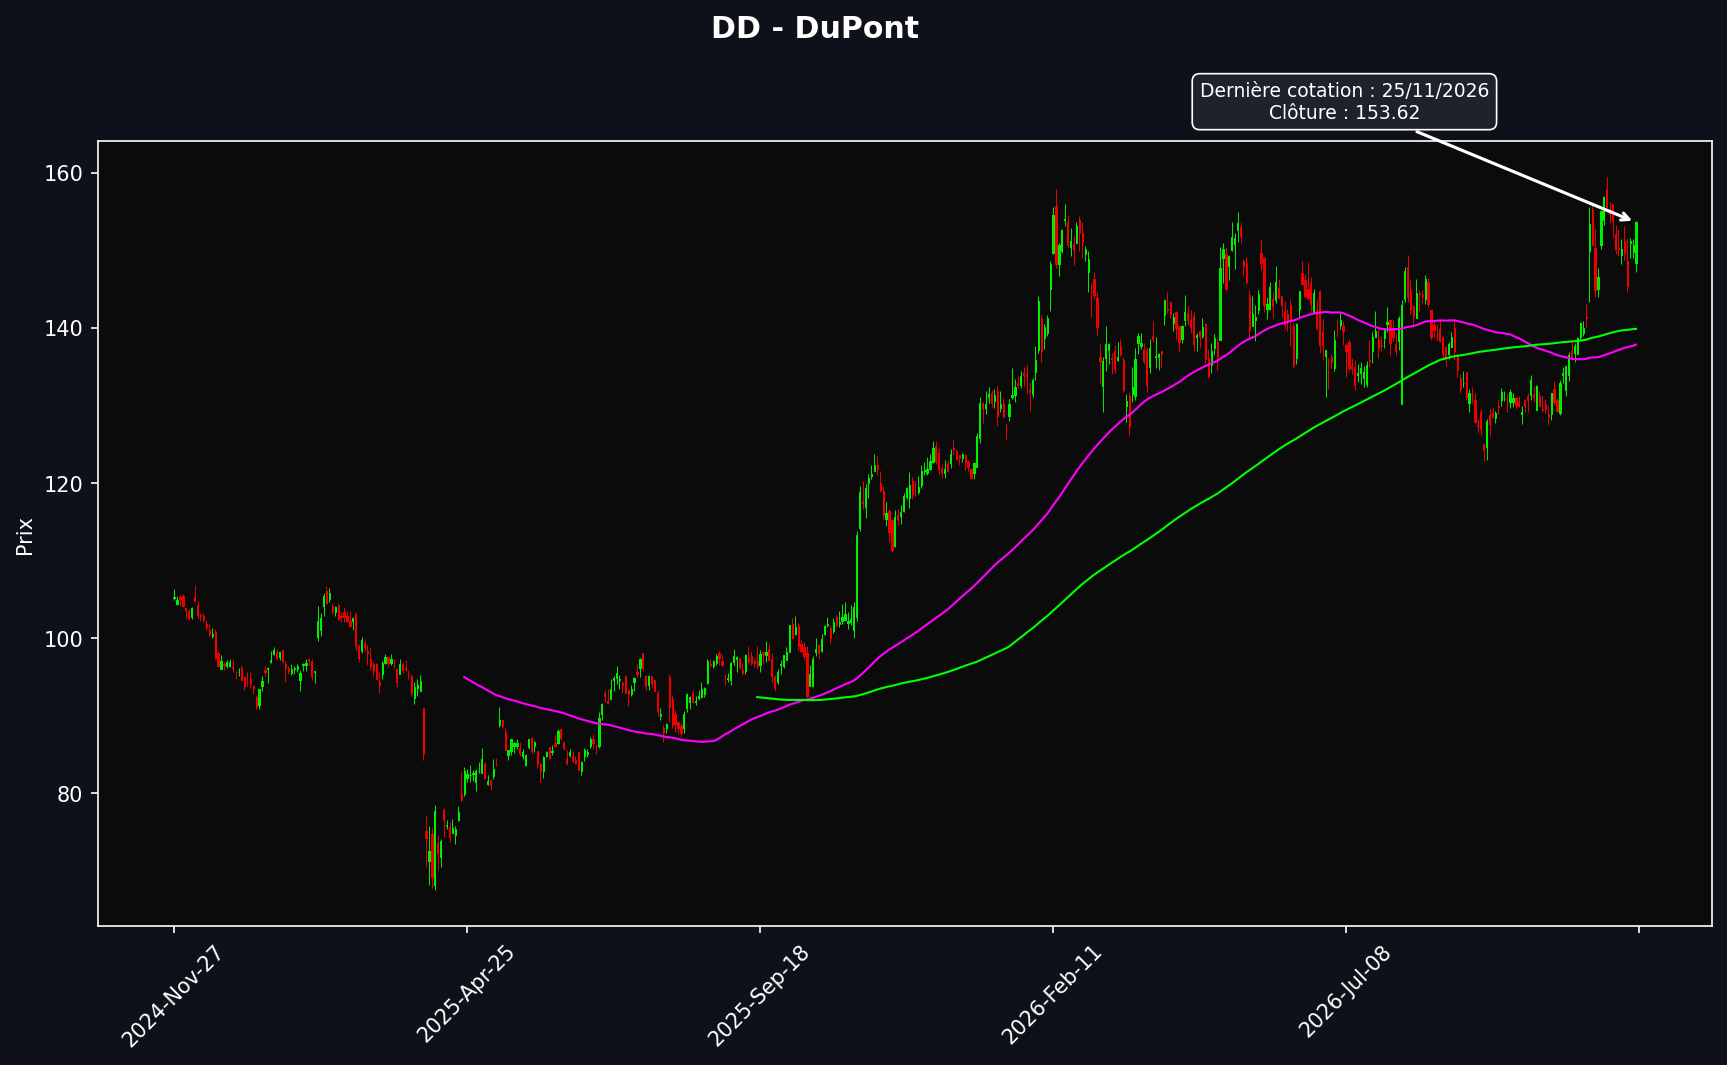 DD - DuPont
Dernière cotation : 25/11/2026
Clôture : 153.62
Prix
160
140
120
100
80
2024-Nov-27
2025-Apr-25
2025-Sep-18
2026-Feb-11
2026-Jul-08